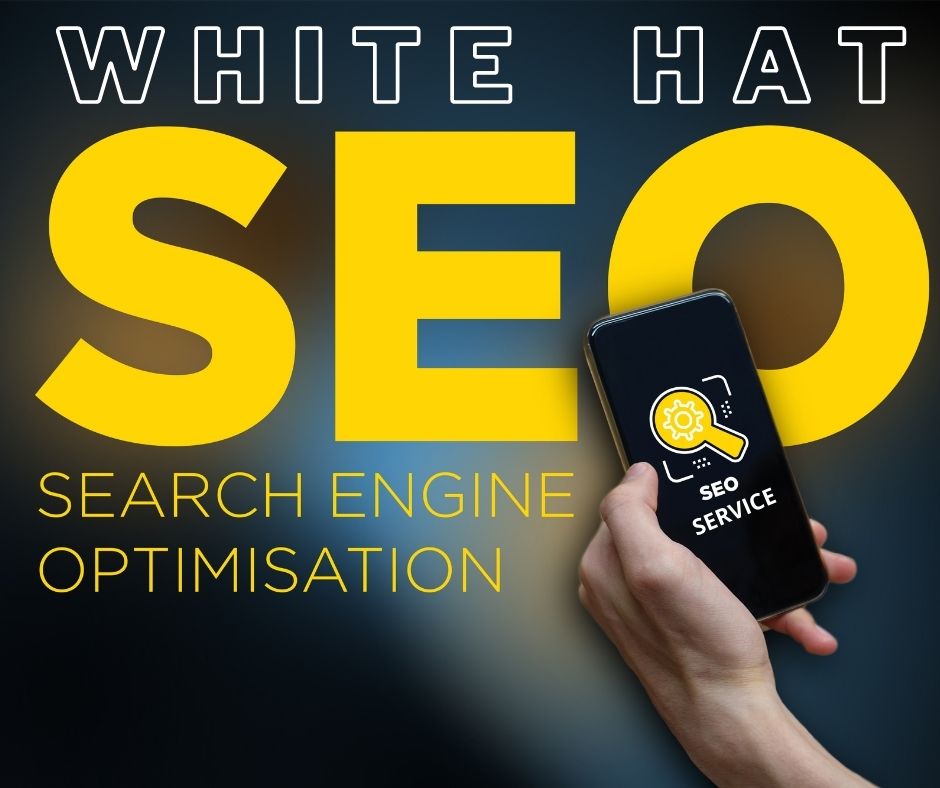 WHITE HAT
SEO
SEARCH ENGINE
OPTIMISATION
SEO
SERVICE